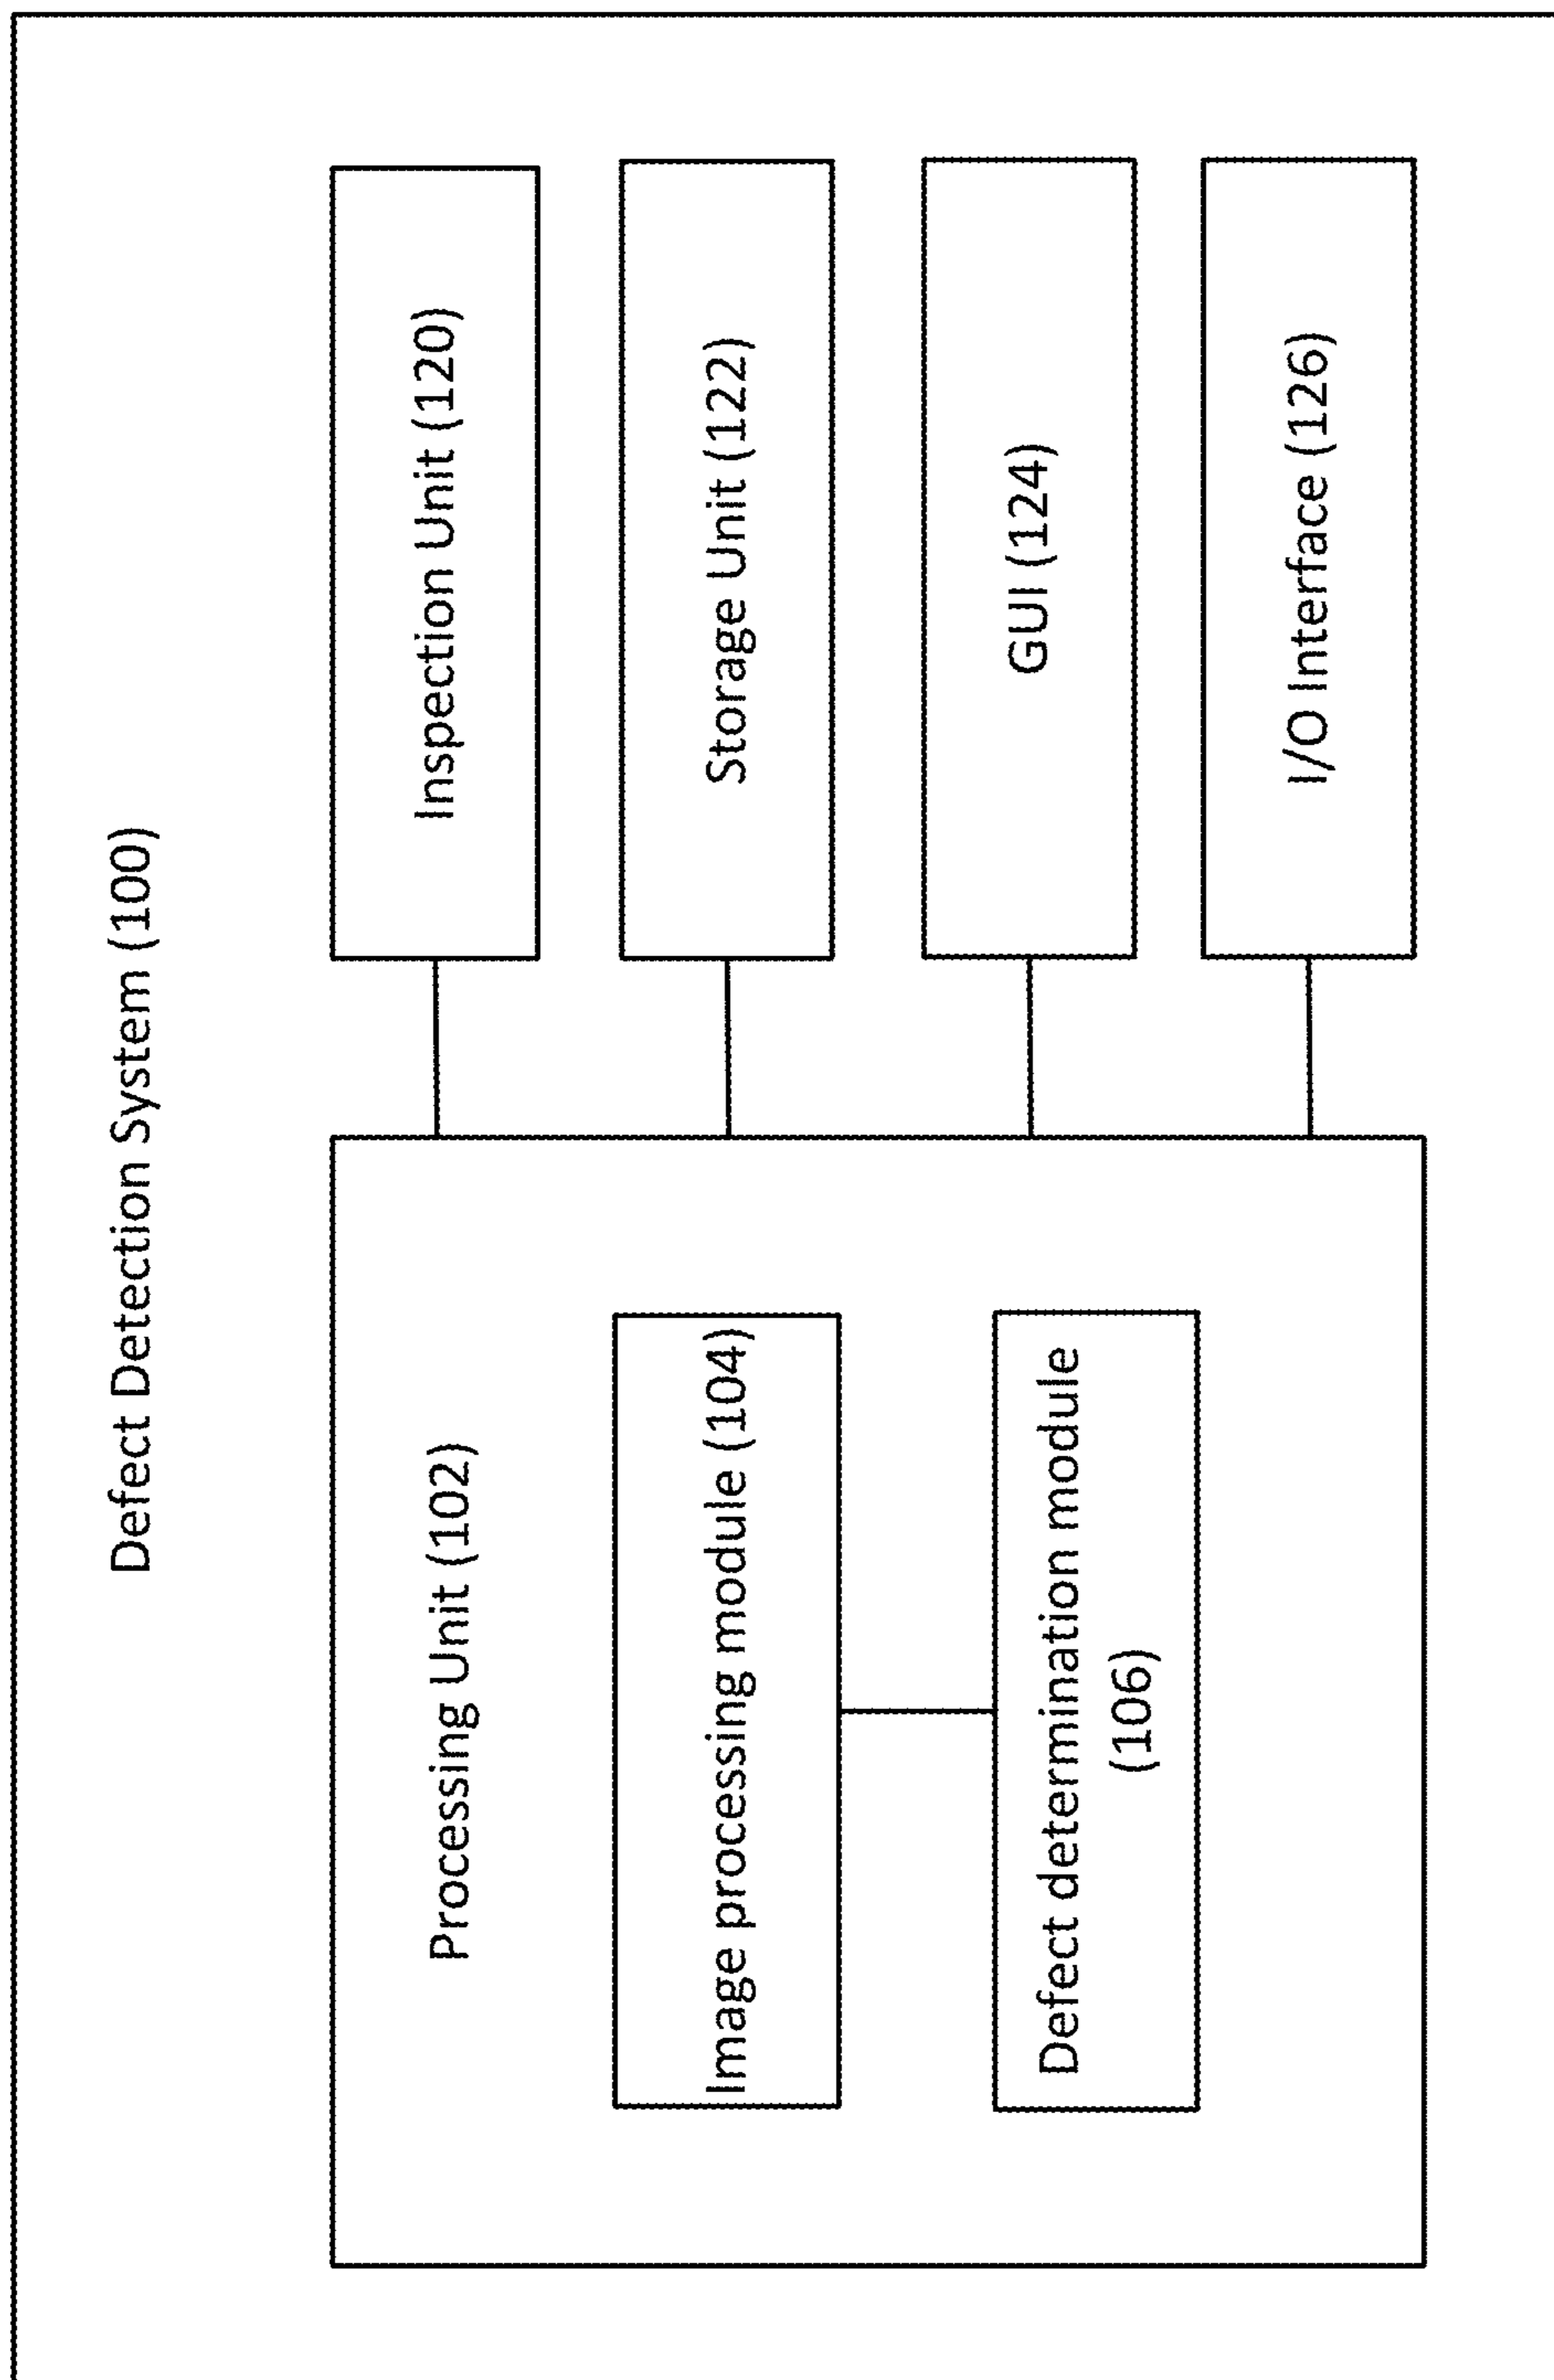 Defect Detection System (100)
Processing Unit (102)
Image processing module (104)
Defect determination module
(106)
Inspection Unit (120)
Storage Unit (122)
GUI (124)
I/O Interface (126)